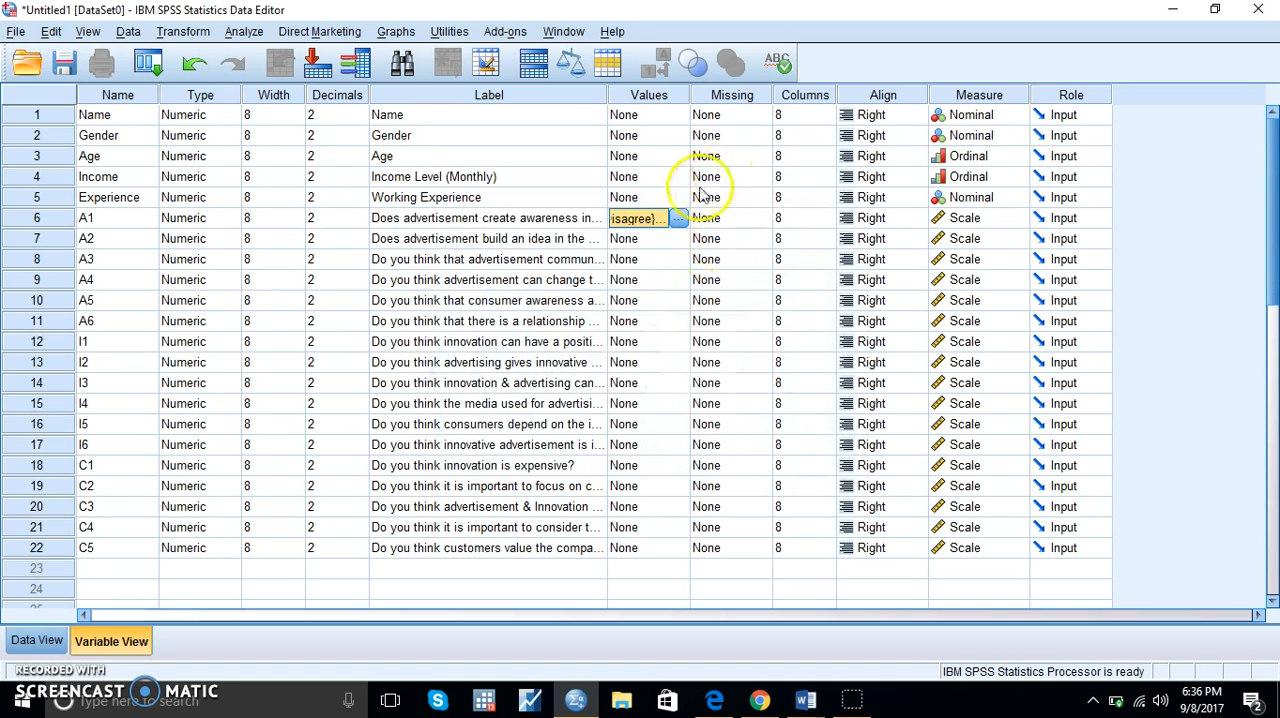 *Untitled1 [DataSet0] - IBM SPSS Statistics Data Editor
File Edit View Data Transform Analyze Direct Marketing Graphs Utilities Add-ons Window Help
Name Type Width Decimals Label Values Missing Columns Align Measure Role
1 Name Numeric 8 2 Name None None 8 Right Nominal Input
2 Gender Numeric 8 2 Gender None None 8 Right Nominal Input
3 Age Numeric 8 2 Age None None 8 Right Ordinal Input
4 Income Numeric 8 2 Income Level (Monthly) None None 8 Right Ordinal Input
5 Experience Numeric 8 2 Working Experience None None 8 Right Nominal Input
6 A1 Numeric 8 2 Does advertisement create awareness in... isagree}... ... None 8 Right Scale Input
7 A2 Numeric 8 2 Does advertisement build an idea in the ... None None 8 Right Scale Input
8 A3 Numeric 8 2 Do you think that advertisement commun... None None 8 Right Scale Input
9 A4 Numeric 8 2 Do you think advertisement can change t... None None 8 Right Scale Input
10 A5 Numeric 8 2 Do you think that consumer awareness a... None None 8 Right Scale Input
11 A6 Numeric 8 2 Do you think that there is a relationship ... None None 8 Right Scale Input
12 I1 Numeric 8 2 Do you think innovation can have a positi... None None 8 Right Scale Input
13 I2 Numeric 8 2 Do you think advertising gives innovative ... None None 8 Right Scale Input
14 I3 Numeric 8 2 Do you think innovation & advertising can... None None 8 Right Scale Input
15 I4 Numeric 8 2 Do you think the media used for advertisi... None None 8 Right Scale Input
16 I5 Numeric 8 2 Do you think consumers depend on the i... None None 8 Right Scale Input
17 I6 Numeric 8 2 Do you think innovative advertisement is i... None None 8 Right Scale Input
18 C1 Numeric 8 2 Do you think innovation is expensive? None None 8 Right Scale Input
19 C2 Numeric 8 2 Do you think it is important to focus on c... None None 8 Right Scale Input
20 C3 Numeric 8 2 Do you think advertisement & Innovation ... None None 8 Right Scale Input
21 C4 Numeric 8 2 Do you think it is important to consider t... None None 8 Right Scale Input
22 C5 Numeric 8 2 Do you think customers value the compa... None None 8 Right Scale Input
23
24
Data View Variable View
IBM SPSS Statistics Processor is ready
RECORDED WITH
SCREENCAST MATIC
here to search
6:36 PM
9/8/2017
2